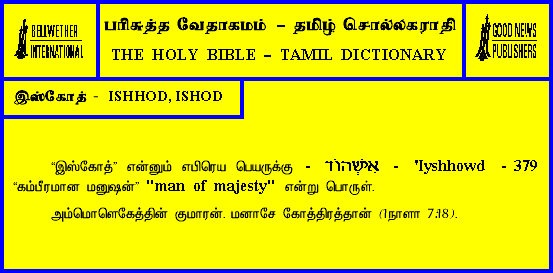 BELLWETHER
INTERNATIONAL
பரிசுத்த வேதாகமம் – தமிழ் சொல்லகராதி
THE HOLY BIBLE – TAMIL DICTIONARY
GOOD NEWS
PUBLISHERS
இஸ்கோத் - ISHHOD, ISHOD
“இஸ்கோத்” என்னும் எபிரெய பெயருக்கு - אִישְׁהוֹד - 'Iyshhowd - 379
“கம்பீரமான மனுஷன்” "man of majesty" என்று பொருள்.
அம்மொளெகேத்தின் குமாரன். மனாசே கோத்திரத்தான் (1நாளா 7:18).